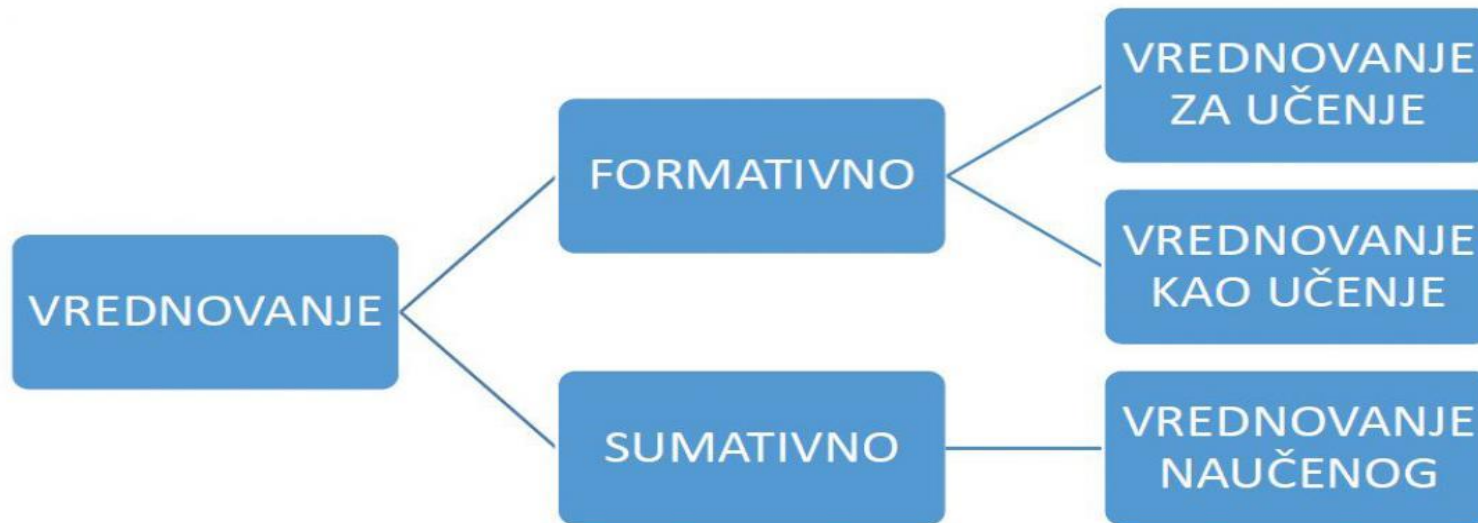 VREDNOVANJE
FORMATIVNO
SUMATIVNO
VREDNOVANJE
ZA UČENJE
VREDNOVANJE
KAO UČENJE
VREDNOVANJE
NAUČENOG